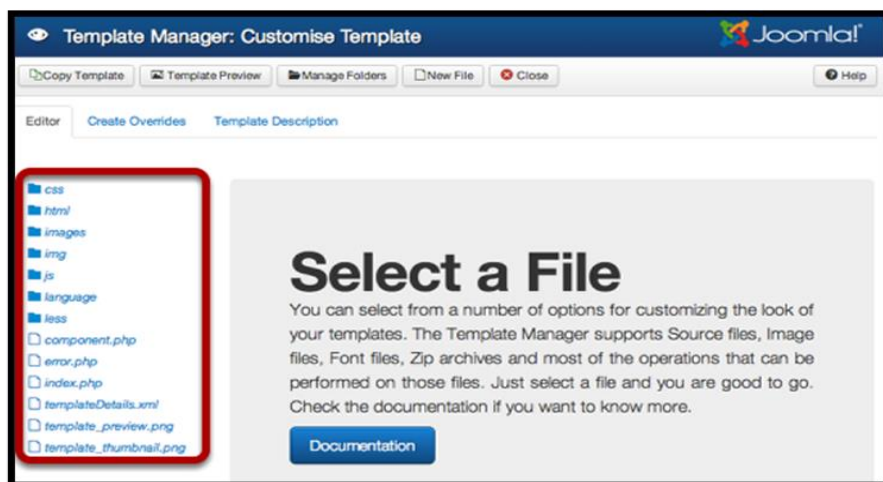 Template Manager: Customise Template
Joomla!
Copy Template
Template Preview
Manage Folders
New File
Close
Help
Editor
Create Overrides
Template Description
css
html
images
img
js
language
less
component.php
error.php
index.php
templateDetails.xml
template_preview.png
template_thumbnail.png
Select a File
You can select from a number of options for customizing the look of
your templates. The Template Manager supports Source files, Image
files, Font files, Zip archives and most of the operations that can be
performed on those files. Just select a file and you are good to go.
Check the documentation if you want to know more.
Documentation